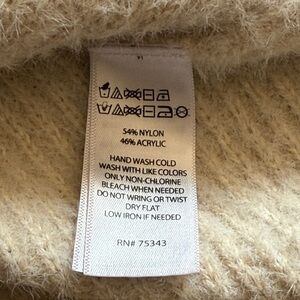 54% NYLON
46% ACRYLIC
HAND WASH COLD
WASH WITH LIKE COLORS
ONLY NON-CHLORINE
BLEACH WHEN NEEDED
DO NOT WRING OR TWIST
DRY FLAT
LOW IRON IF NEEDED
RN# 75343